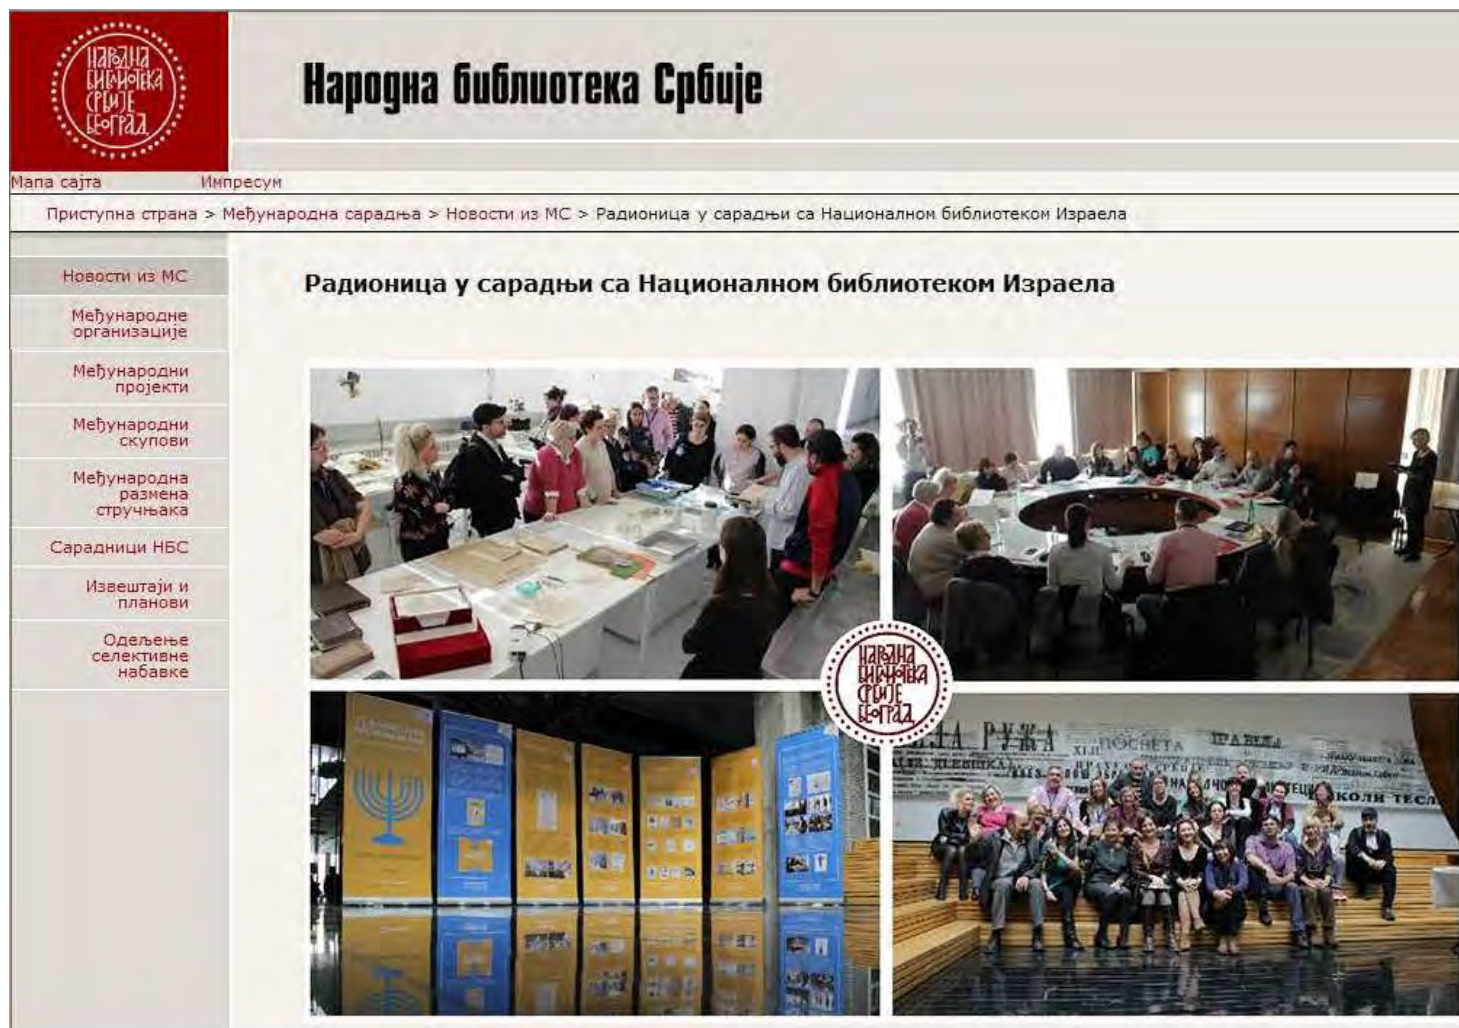 НАРОДНА
БИБЛИОТЕКА
СРБИЈЕ
БЕОГРАД
Народна библиотека Србије
Мапа сајта
Импресум
Приступна страна > Међународна сарадња > Новости из МС > Радионица у сарадњи са Националном библиотеком Израела
Новости из МС
Међународне
организације
Међународни
пројекти
Међународни
скупови
Међународна
размена
стручњака
Сарадници НБС
Извештаји и
планови
Одељење
селективне
набавке
Радионица у сарадњи са Националном библиотеком Израела
НАРОДНА
БИБЛИОТЕКА
СРБИЈЕ
БЕОГРАД
РУЖА
ПОСВЕТА